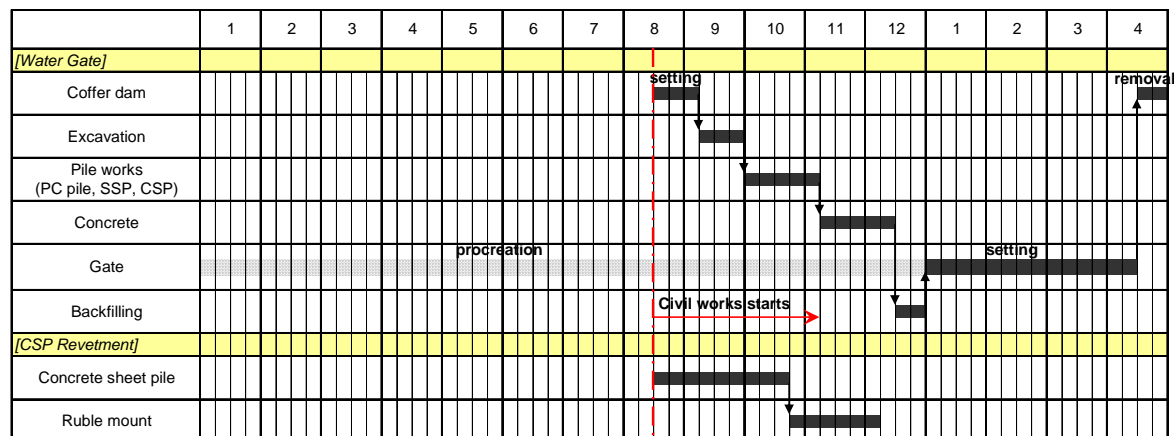 1 2 3 4 5 6 7 8 9 10 11 12 1 2 3 4
[Water Gate]
setting removal
Coffer dam
Excavation
Pile works
(PC pile, SSP, CSP)
Concrete
procreation setting
Gate
Civil works starts
Backfilling
[CSP Revetment]
Concrete sheet pile
Ruble mount